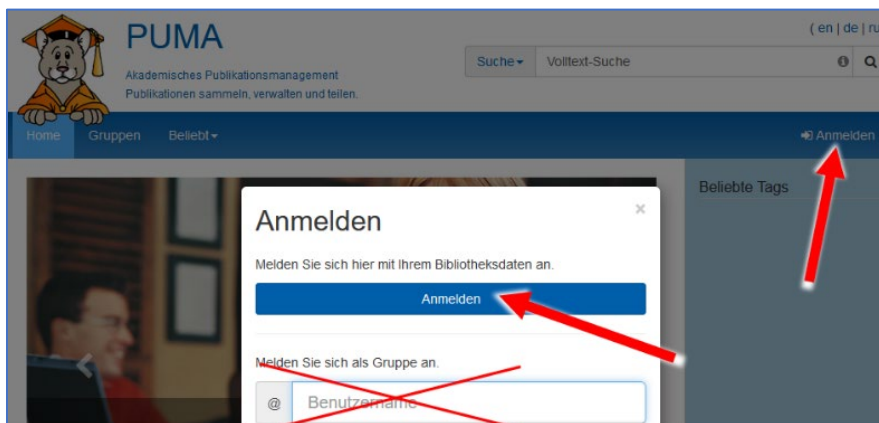 PUMA
( en | de | ru
Akademisches Publikationsmanagement
Publikationen sammeln, verwalten und teilen.
Suche
Volltext-Suche
Home Gruppen Beliebt
Anmelden
Beliebte Tags
Anmelden
×
Melden Sie sich hier mit Ihrem Bibliotheksdaten an.
Anmelden
Melden Sie sich als Gruppe an.
@ Benutzername